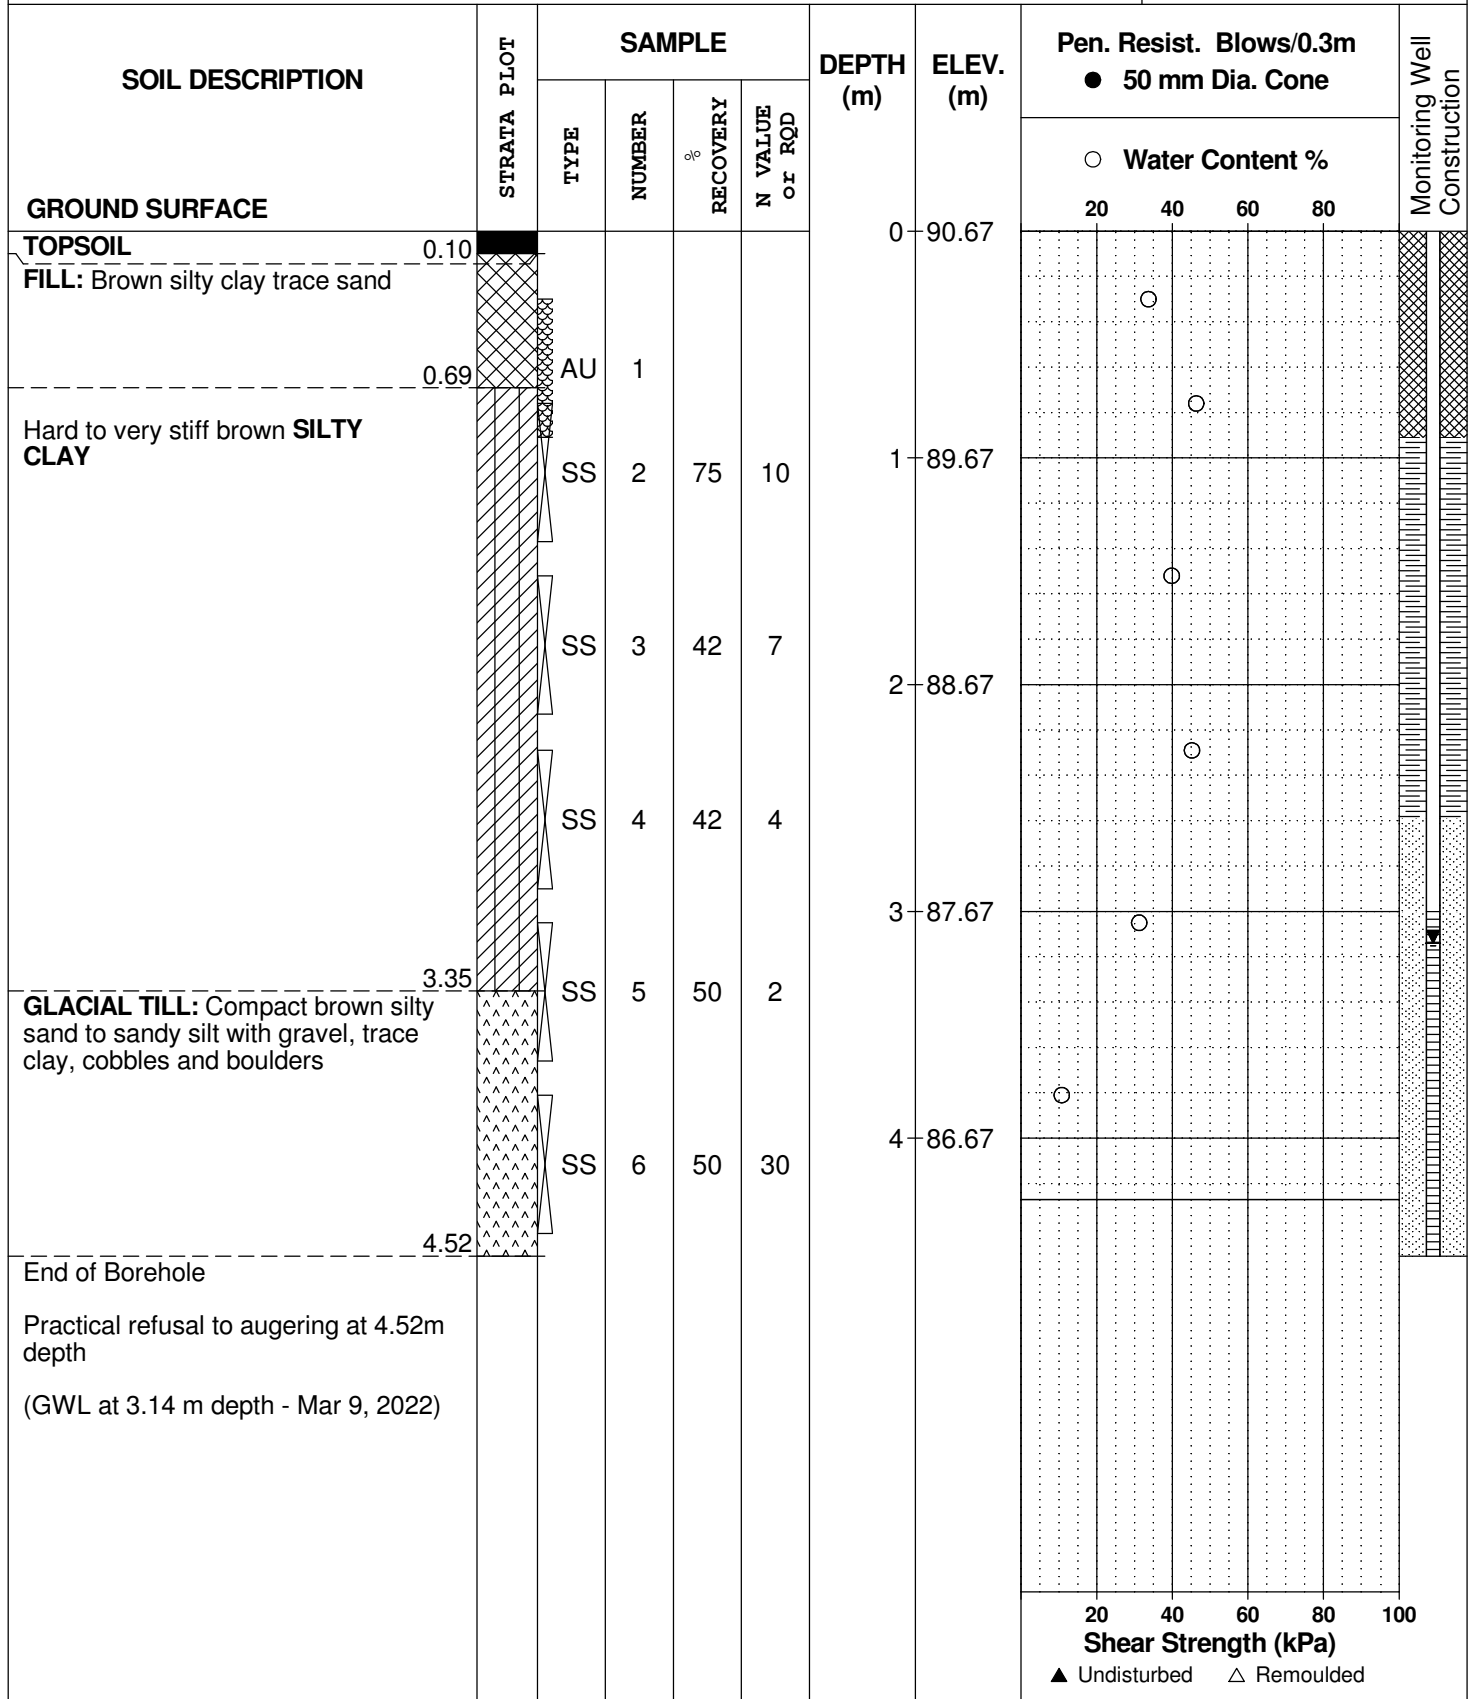 SOIL DESCRIPTION
GROUND SURFACE
STRATA PLOT
SAMPLE
TYPE
NUMBER
%
RECOVERY
N VALUE
or RQD
DEPTH
(m)
ELEV.
(m)
Pen. Resist. Blows/0.3m
● 50 mm Dia. Cone
○ Water Content %
20 40 60 80
Monitoring Well
Construction
0 90.67
TOPSOIL 0.10
FILL: Brown silty clay trace sand
AU 1
0.69
Hard to very stiff brown SILTY
CLAY
1 89.67
SS 2 75 10
SS 3 42 7
2 88.67
SS 4 42 4
3 87.67
3.35
SS 5 50 2
GLACIAL TILL: Compact brown silty
sand to sandy silt with gravel, trace
clay, cobbles and boulders
4 86.67
SS 6 50 30
4.52
End of Borehole
Practical refusal to augering at 4.52m
depth
(GWL at 3.14 m depth - Mar 9, 2022)
20 40 60 80 100
Shear Strength (kPa)
▲ Undisturbed △ Remoulded